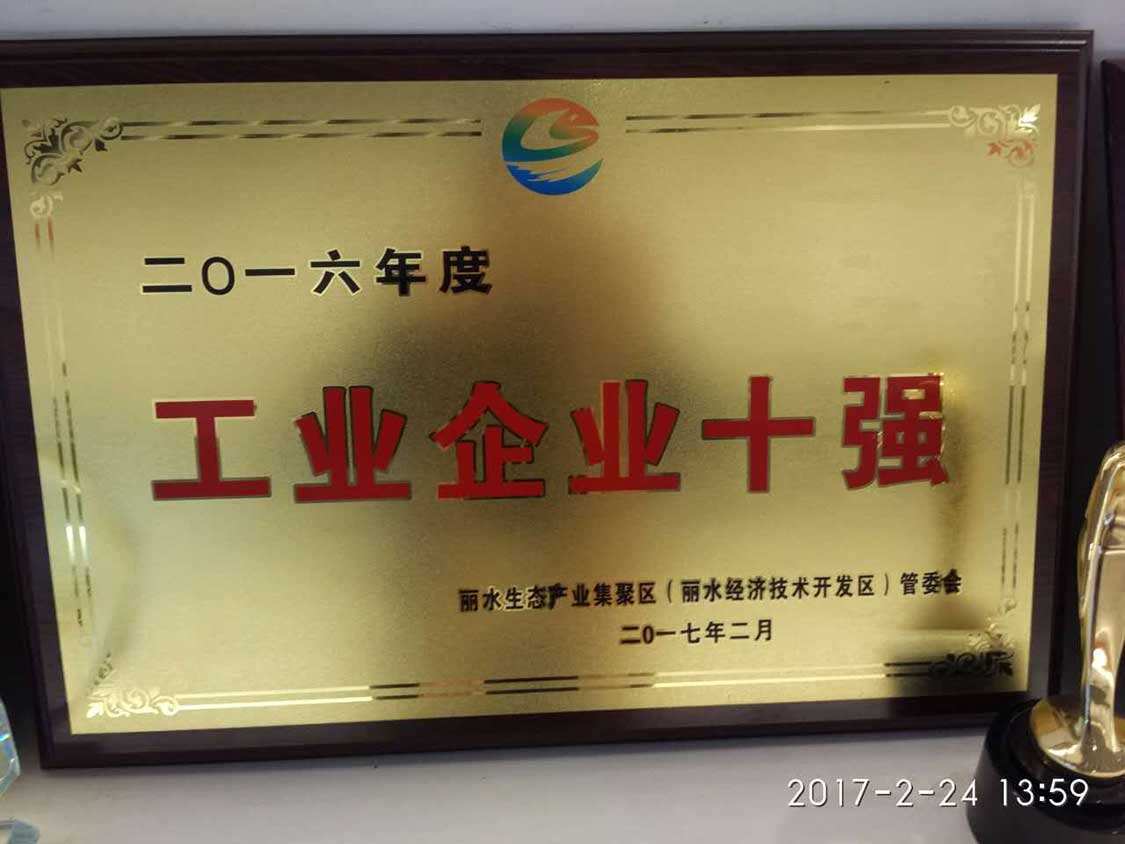 二〇一六年度
工业企业十强
丽水生态产业集聚区（丽水经济技术开发区）管委会
二〇一七年二月
2017-2-24 13:59